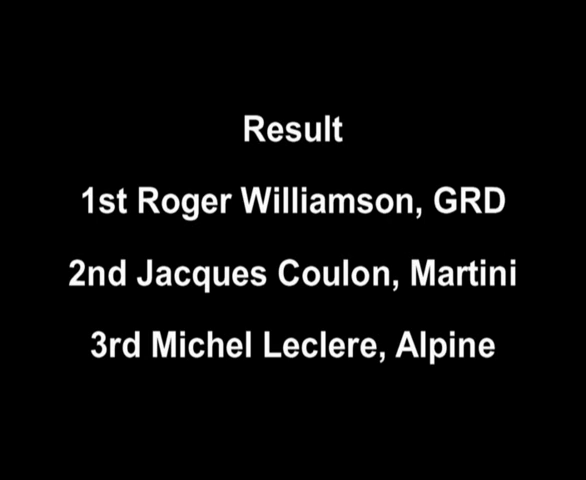 Result
1st Roger Williamson, GRD
2nd Jacques Coulon, Martini
3rd Michel Leclere, Alpine